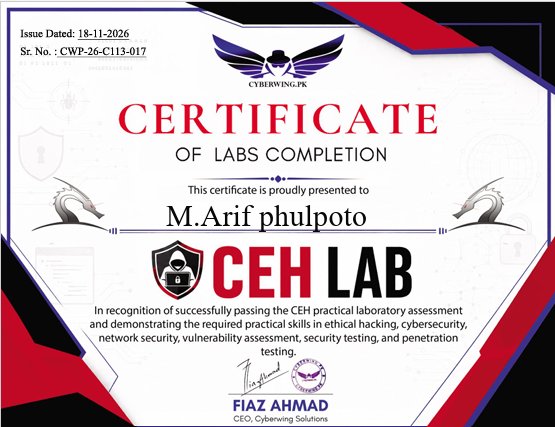 Issue Dated: 18-11-2026
Sr. No. : CWP-26-C113-017
CYBERWING.PK
CERTIFICATE
OF LABS COMPLETION
This certificate is proudly presented to
M.Arif phulpoto
CEH LAB
In recognition of successfully passing the CEH practical laboratory assessment
and demonstrating the required practical skills in ethical hacking, cybersecurity,
network security, vulnerability assessment, security testing, and penetration
testing.
FIAZ AHMAD
CEO, Cyberwing Solutions